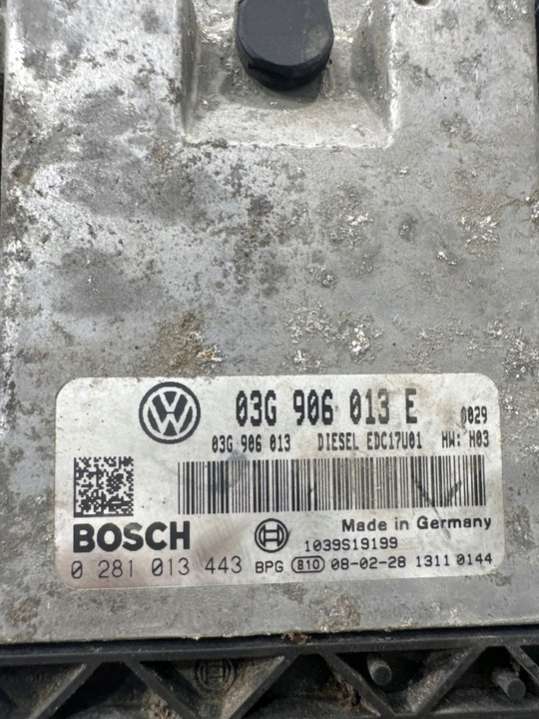 03G 906 013 E 0029
03G 906 013 DIESEL EDC17U01 HW: H03
BOSCH
Made in Germany
1039S19199
0 281 013 443 BPG 810 08-02-28 1311 0144